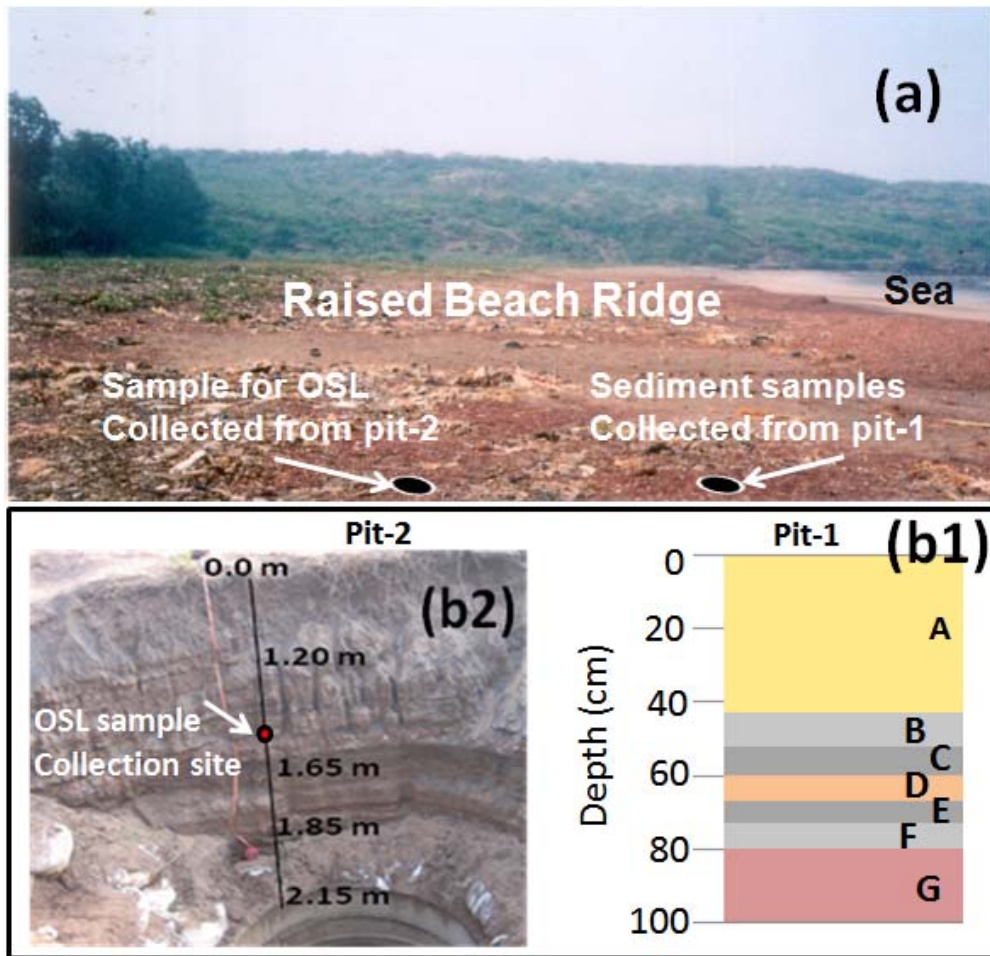 (a)
Raised Beach Ridge
Sea
Sample for OSL
Collected from pit-2
Sediment samples
Collected from pit-1
Pit-2
(b2)
0.0 m
1.20 m
OSL sample
Collection site
1.65 m
1.85 m
2.15 m
Pit-1
(b1)
Depth (cm)
0
20
40
60
80
100
A
B
C
D
E
F
G